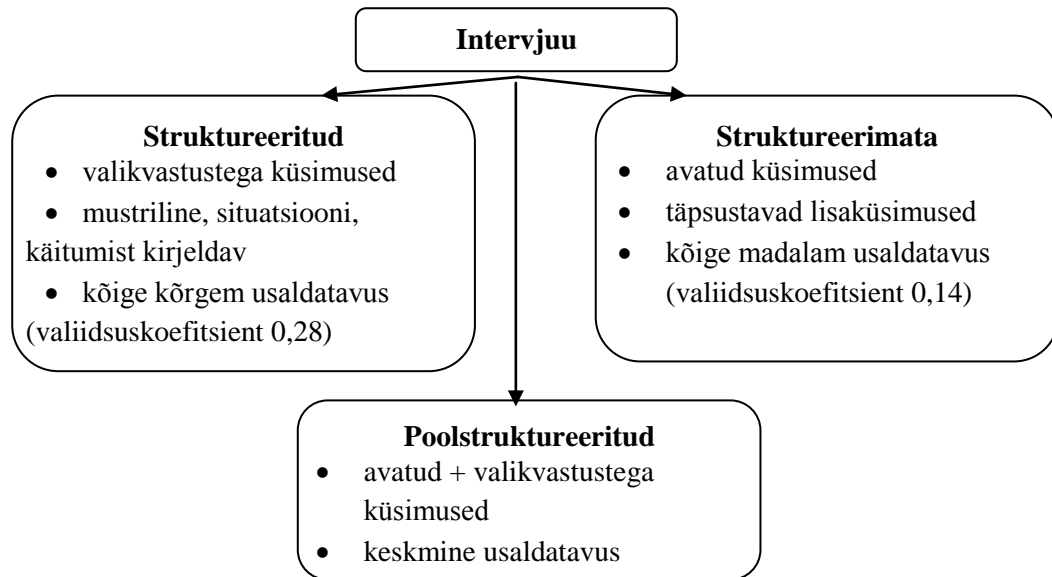 Intervjuu
Struktureeritud
• valikvastustega küsimused
• mustriline, situatsiooni,
käitumist kirjeldav
• kõige kõrgem usaldatavus
(valiidsuskoefitsient 0,28)
Struktureerimata
• avatud küsimused
• täpsustavad lisaküsimused
• kõige madalam usaldatavus
(valiidsuskoefitsient 0,14)
Poolstruktureeritud
• avatud + valikvastustega
küsimused
• keskmine usaldatavus